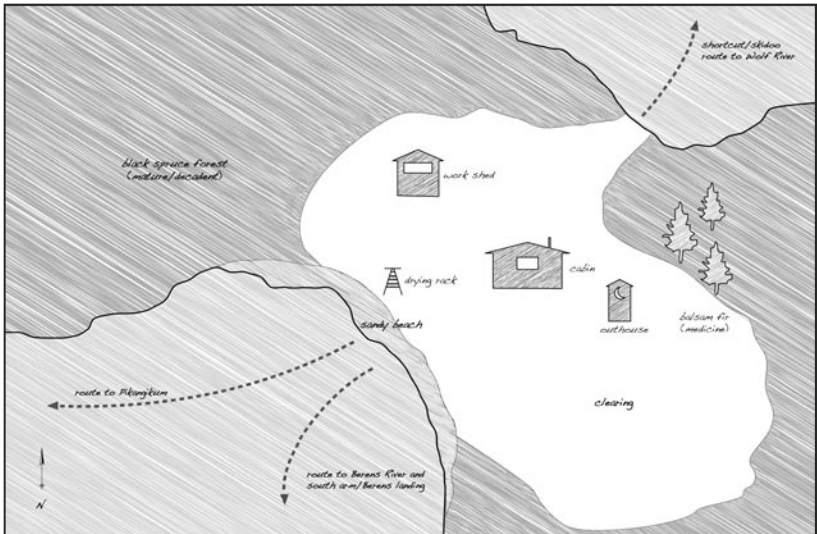 shortcut/skidoo
route to Wolf River
black spruce forest
(mature/decadent)
work shed
cabin
drying rack
outhouse
balsam fir
(medicine)
sandy beach
route to Pikangikum
clearing
route to Berens River and
south arm/Berens landing
N